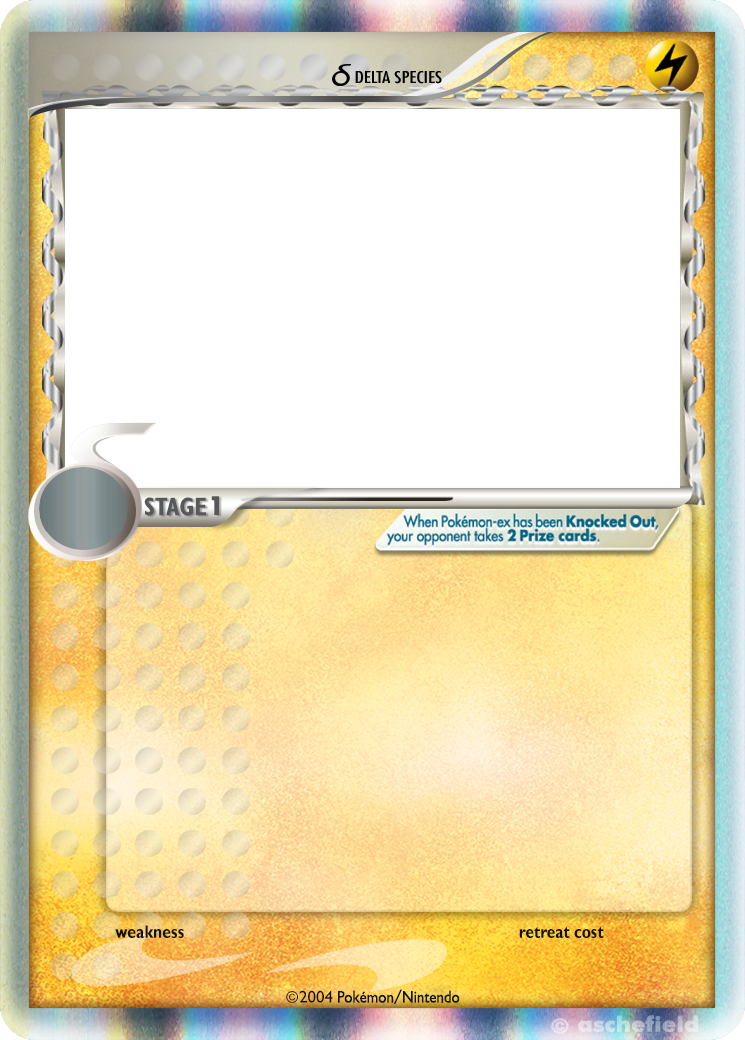 δ DELTA SPECIES
STAGE 1
When Pokémon-ex has been Knocked Out,
your opponent takes 2 Prize cards.
weakness
retreat cost
©2004 Pokémon/Nintendo
© aschefield